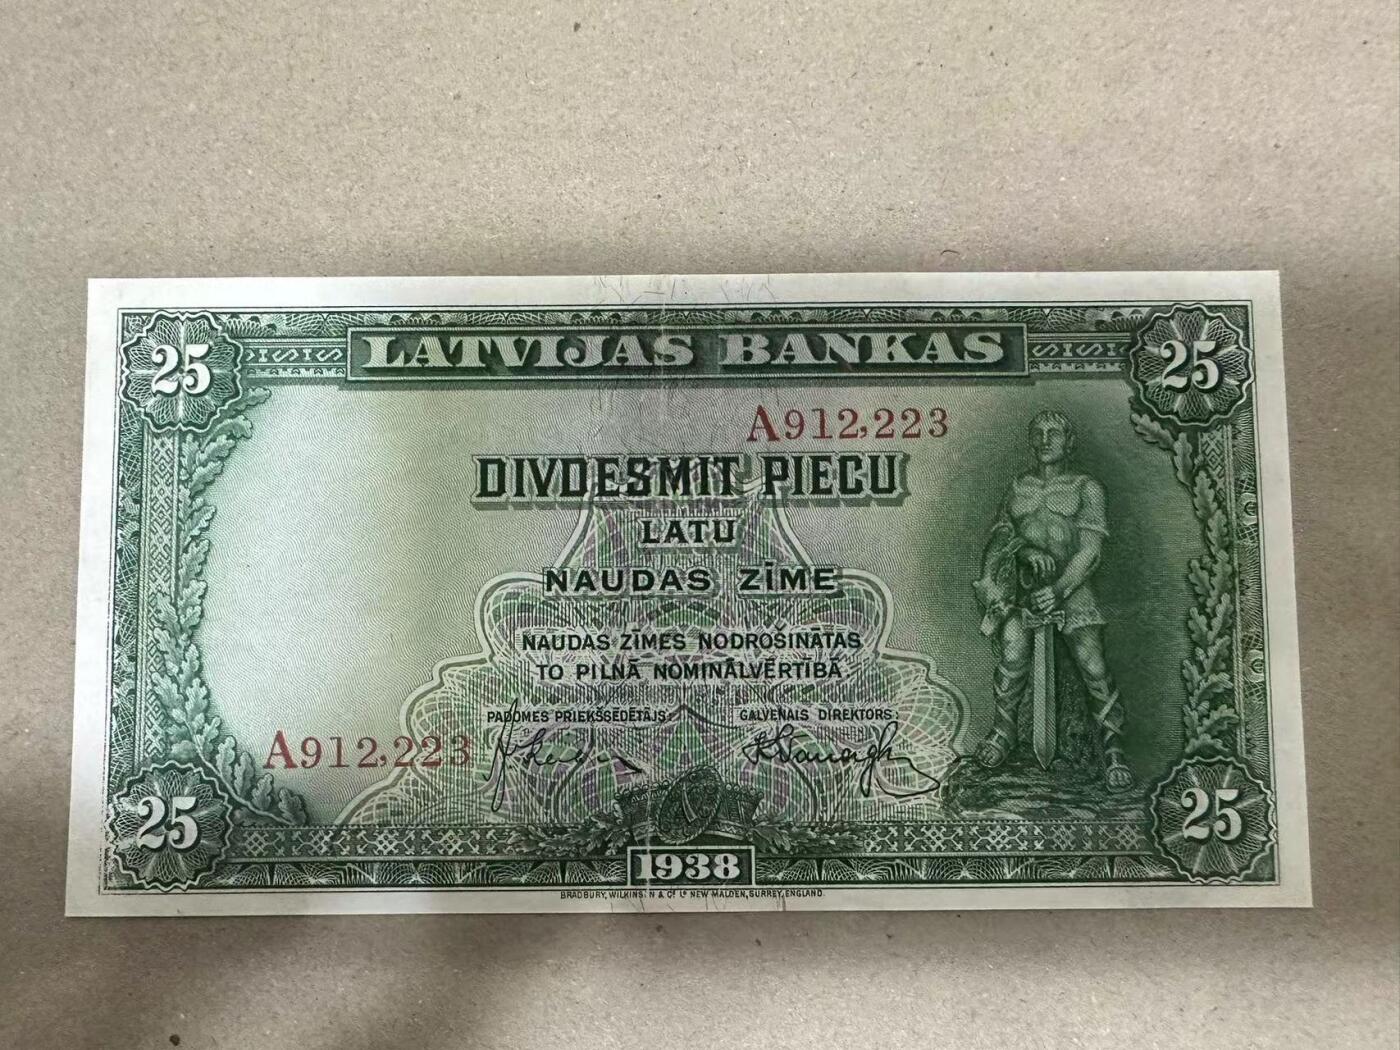 25 LATVIJAS BANKAS 25
A912,223
DIVDESMIT PIECU
LATU
NAUDAS ZĪME
NAUDAS ZĪMES NODROŠINĀTAS
TO PILNĀ NOMINĀLVĒRTĪBĀ
PADOMES PRIEKŠSĒDĒTĀJS: GALVENAIS DIREKTORS:
A912,223
25 1938 25
BRADBURY, WILKINSON & Cº Lº NEW MALDEN, SURREY, ENGLAND.